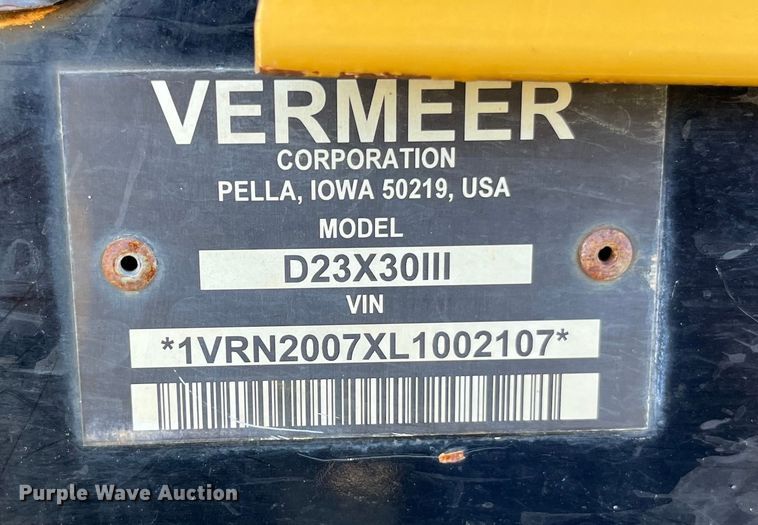 VERMEER
CORPORATION
PELLA, IOWA 50219, USA
MODEL
D23X30III
VIN
*1VRN2007XL1002107*
Purple Wave Auction